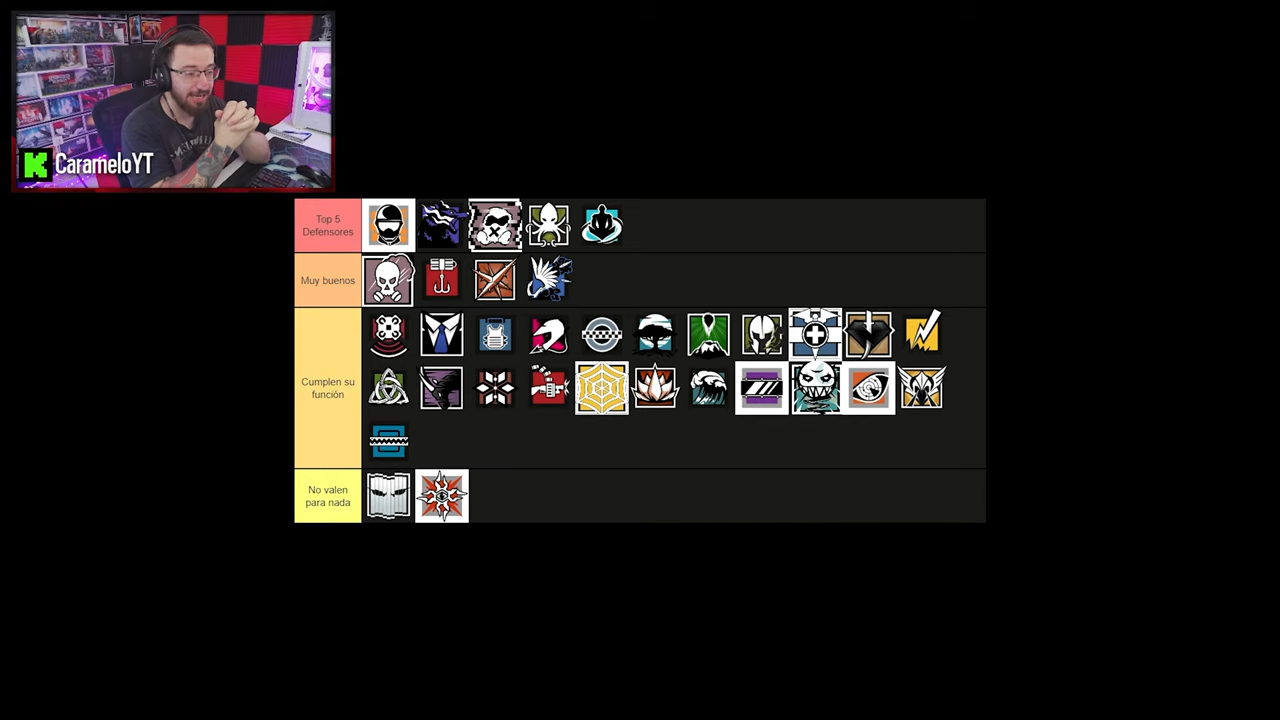 CarameloYT
Top 5
Defensores
Muy buenos
Cumplen su
función
No valen
para nada